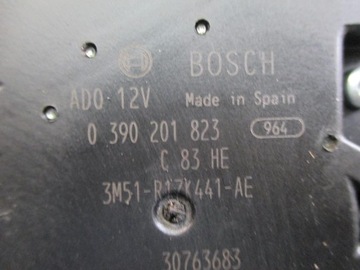 BOSCH
ADO 12V Made in Spain
0 390 201 823 964
C 83 HE
3M51-R17K441-AE
30763683